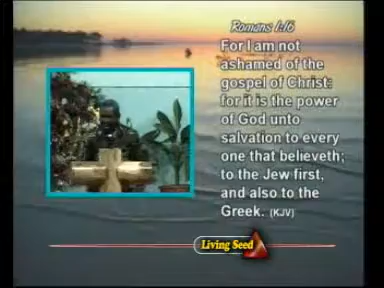 Romans 1:16
For I am not
ashamed of the
gospel of Christ:
for it is the power
of God unto
salvation to every
one that believeth;
to the Jew first,
and also to the
Greek. (KJV)
Living Seed